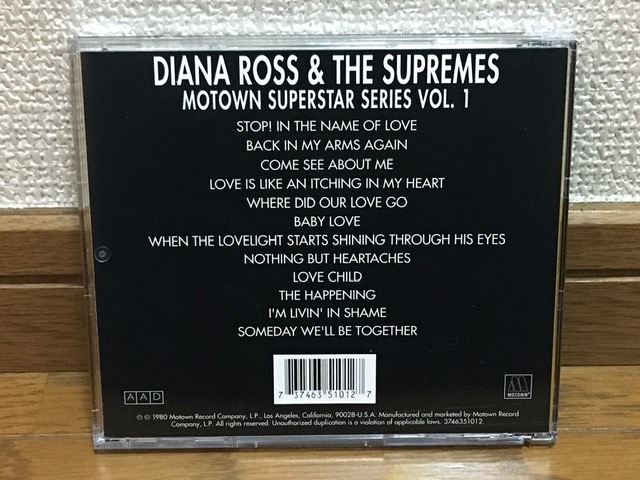 DIANA ROSS & THE SUPREMES
MOTOWN SUPERSTAR SERIES VOL. 1
STOP! IN THE NAME OF LOVE
BACK IN MY ARMS AGAIN
COME SEE ABOUT ME
LOVE IS LIKE AN ITCHING IN MY HEART
WHERE DID OUR LOVE GO
BABY LOVE
WHEN THE LOVELIGHT STARTS SHINING THROUGH HIS EYES
NOTHING BUT HEARTACHES
LOVE CHILD
THE HAPPENING
I'M LIVIN' IN SHAME
SOMEDAY WE'LL BE TOGETHER
7 37463 51012 7
AAD
M
MOTOWN®
℗ © 1980 Motown Record Company, L.P., Los Angeles, California, 90028-U.S.A. Manufactured and marketed by Motown Record
Company, L.P. All rights reserved. Unauthorized duplication is a violation of applicable laws. 3746351012.